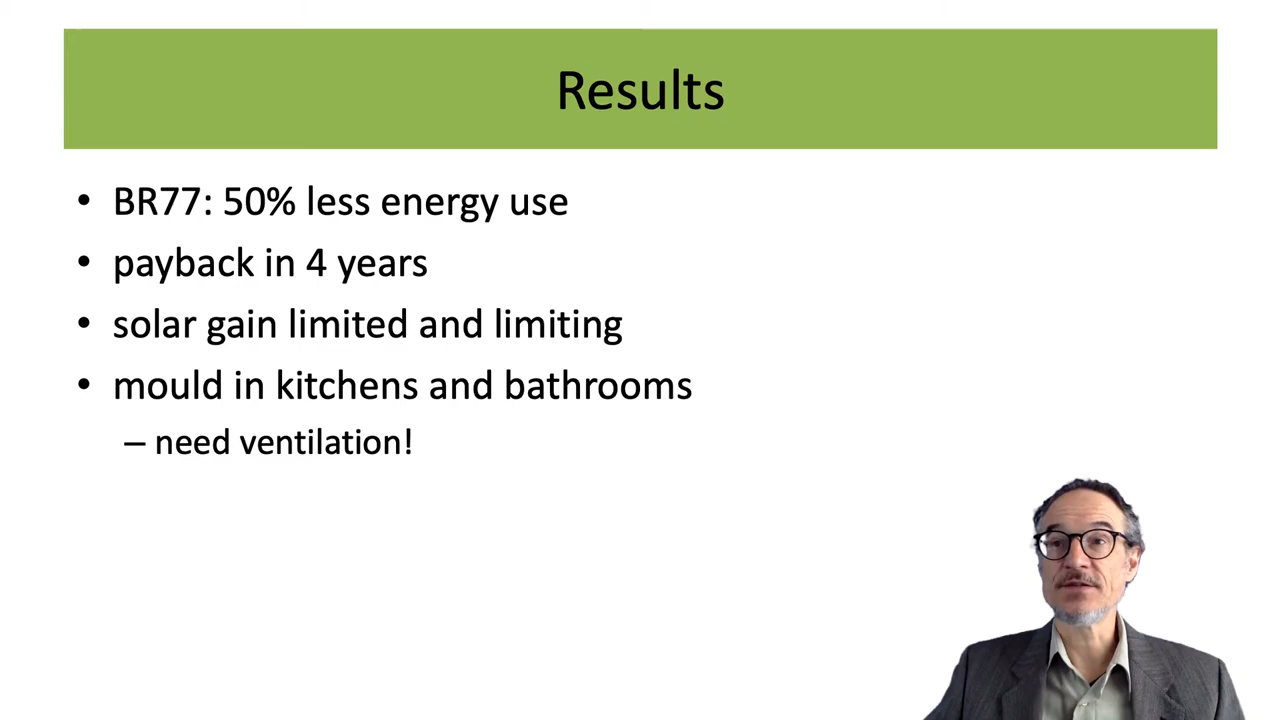 Results
• BR77: 50% less energy use
• payback in 4 years
• solar gain limited and limiting
• mould in kitchens and bathrooms
– need ventilation!